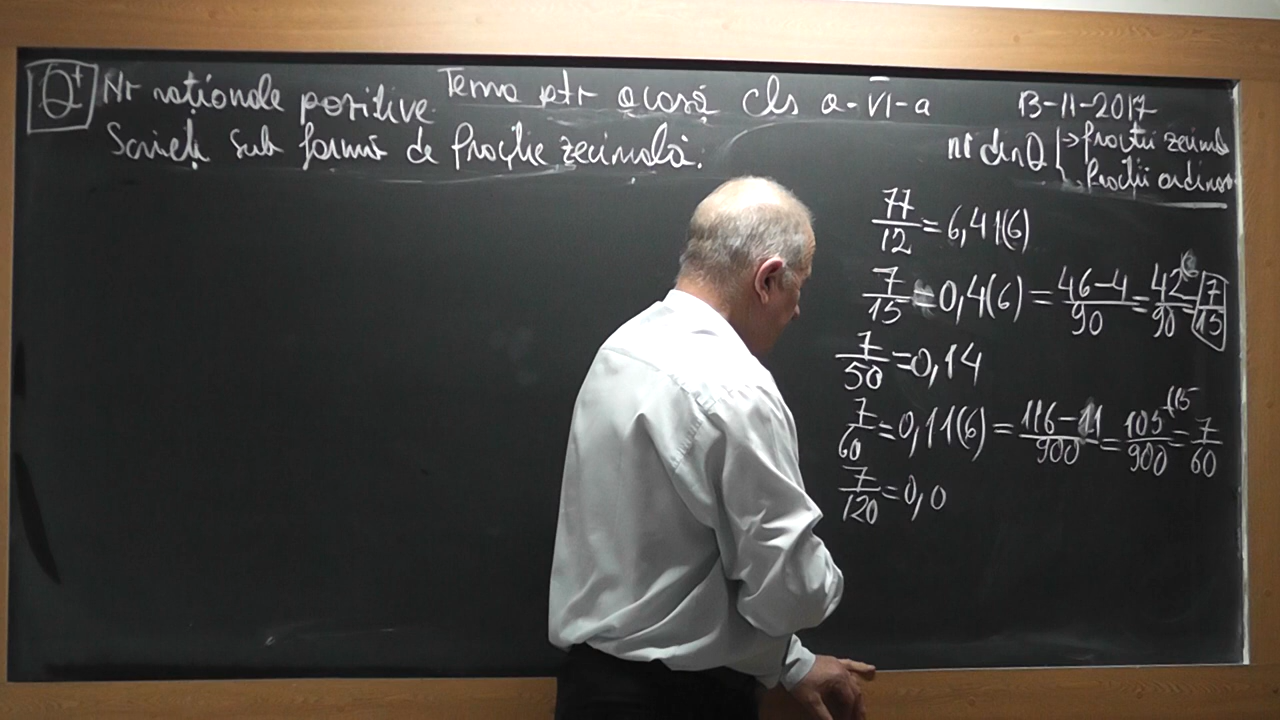 Q⁺ Nr raționale pozitive. Tema ptr acasă cls a-VI-a 13-11-2017
Scrieți sub formă de fracție zecimală.
nr din Q → fracții zecimale
fracții ordinare
77/12 = 6,41(6)
7/15 = 0,4(6) = 46-4/90 = 42/90 = 7/15
7/50 = 0,14
7/60 = 0,11(6) = 116-11/900 = 105/900 ⁽¹⁵ = 7/60
7/120 = 0,0